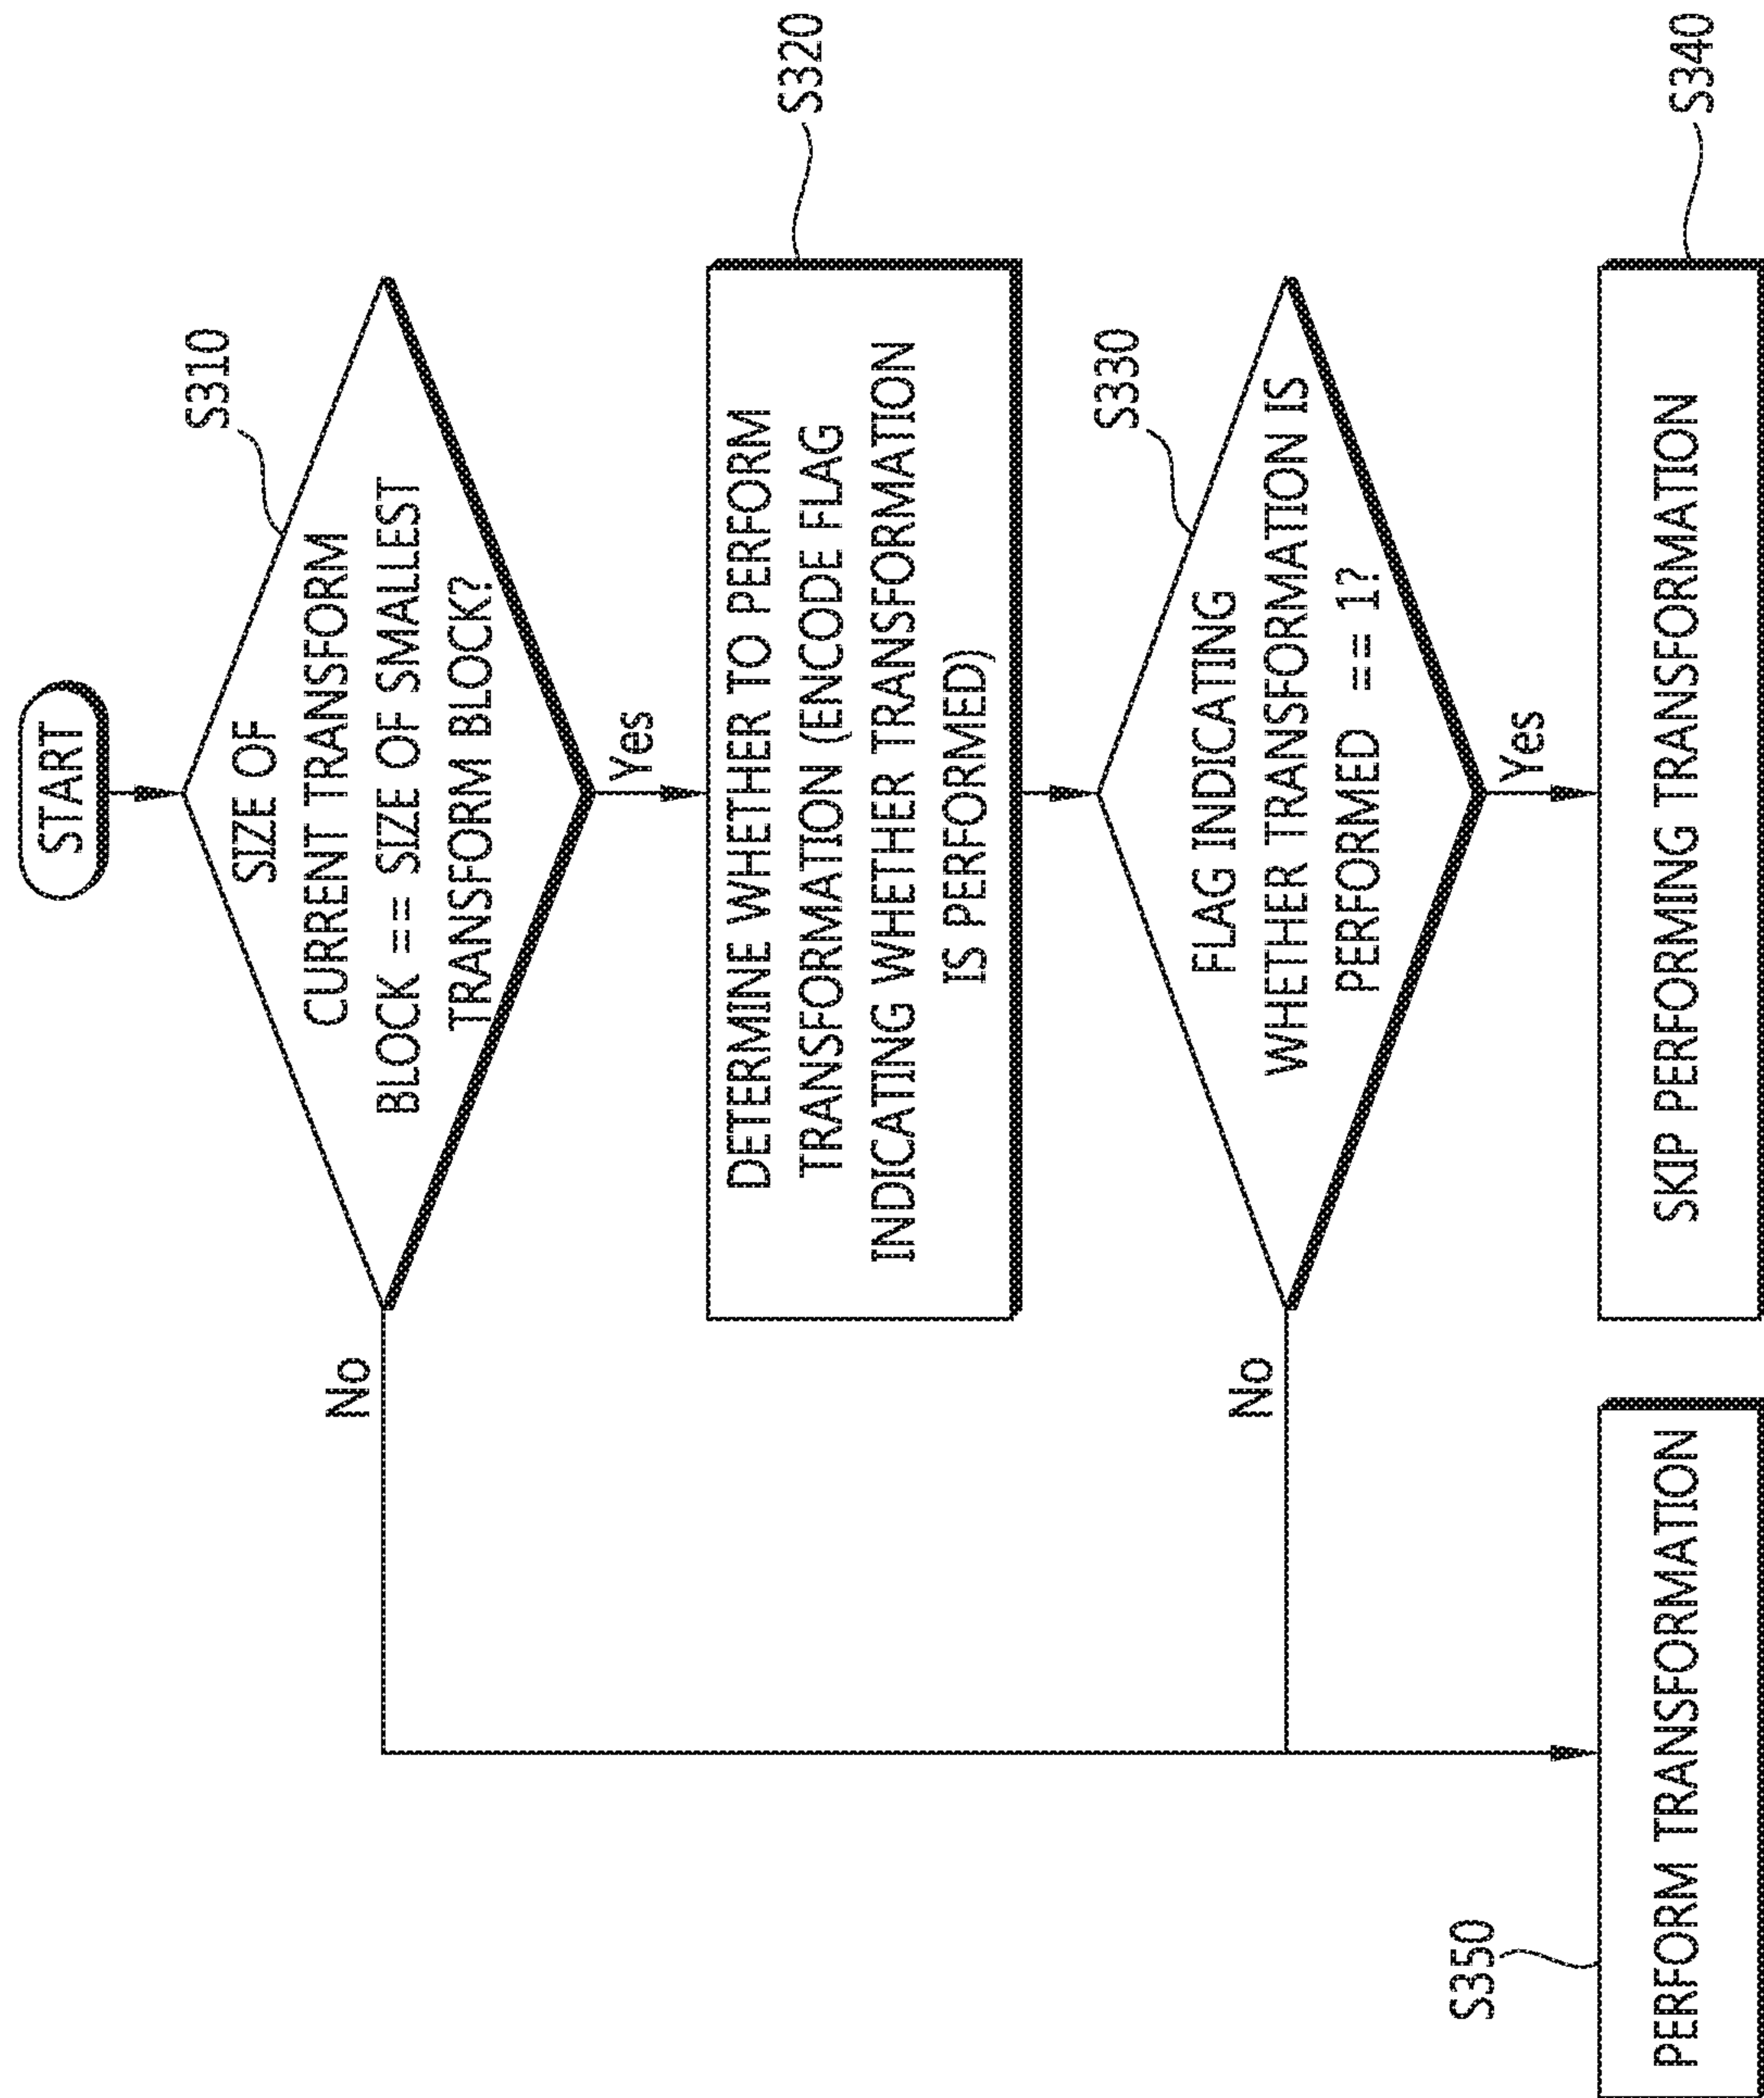 START
S310
SIZE OF
CURRENT TRANSFORM
BLOCK == SIZE OF SMALLEST
TRANSFORM BLOCK?
No
Yes
S320
DETERMINE WHETHER TO PERFORM
TRANSFORMATION (ENCODE FLAG
INDICATING WHETHER TRANSFORMATION
IS PERFORMED)
S330
FLAG INDICATING
WHETHER TRANSFORMATION IS
PERFORMED == 1?
No
Yes
S350
PERFORM TRANSFORMATION
S340
SKIP PERFORMING TRANSFORMATION